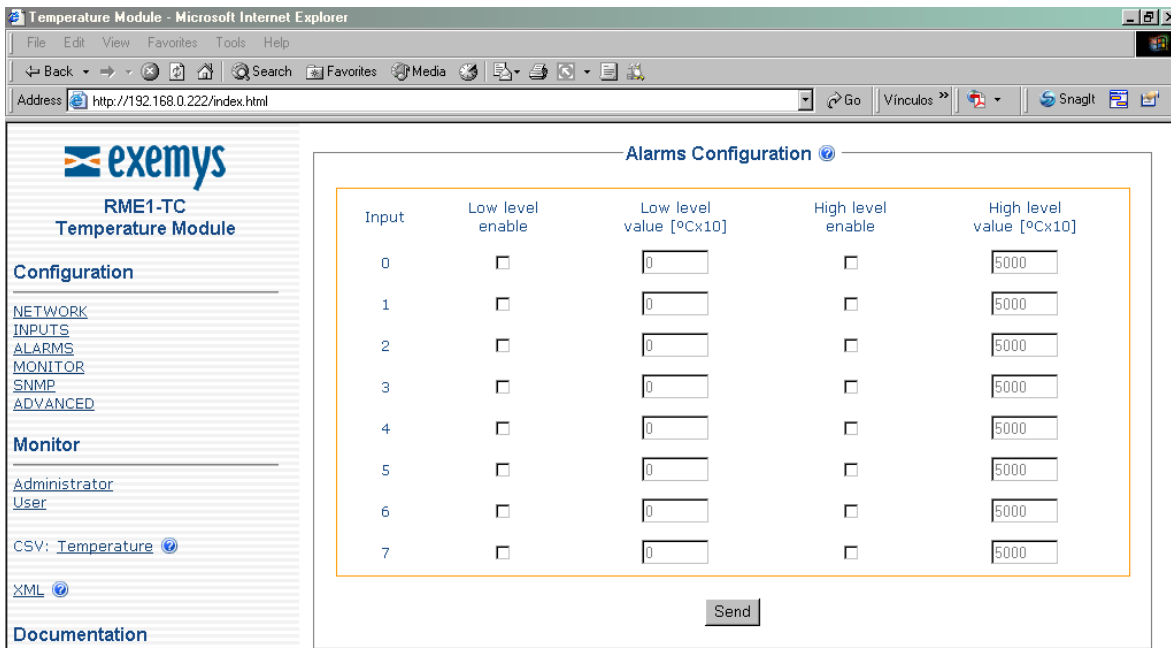 Temperature Module - Microsoft Internet Explorer
File Edit View Favorites Tools Help
Back Search Favorites Media
Address http://192.168.0.222/index.html Go Vínculos » SnagIt
exemys
RME1-TC
Temperature Module
Configuration
NETWORK
INPUTS
ALARMS
MONITOR
SNMP
ADVANCED
Monitor
Administrator
User
CSV: Temperature ?
XML ?
Documentation
Alarms Configuration ?
Input Low level enable Low level value [ºCx10] High level enable High level value [ºCx10]
0 0 5000
1 0 5000
2 0 5000
3 0 5000
4 0 5000
5 0 5000
6 0 5000
7 0 5000
Send